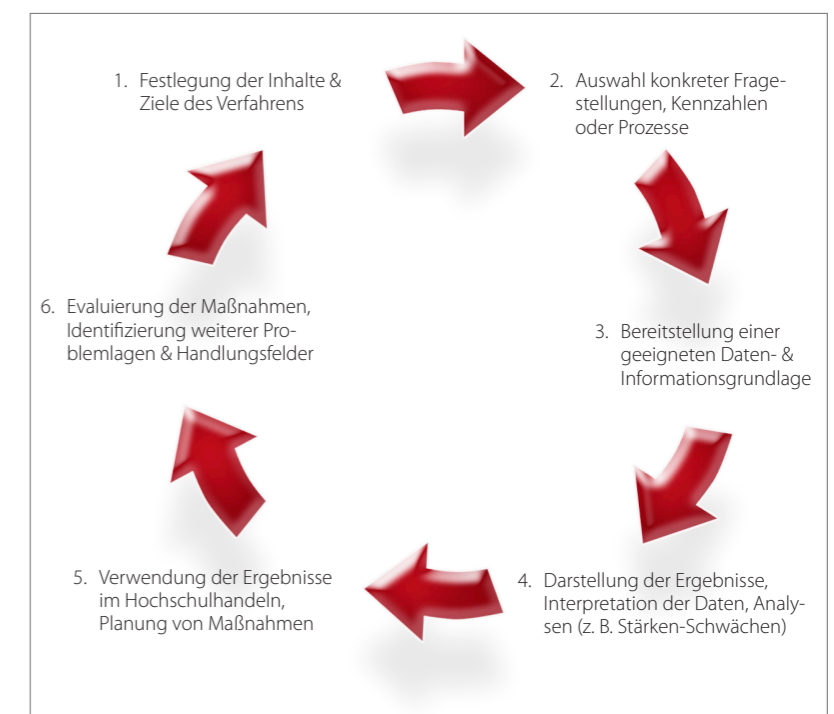 1. Festlegung der Inhalte &
Ziele des Verfahrens
2. Auswahl konkreter Frage-
stellungen, Kennzahlen
oder Prozesse
3. Bereitstellung einer
geeigneten Daten- &
Informationsgrundlage
4. Darstellung der Ergebnisse,
Interpretation der Daten, Analy-
sen (z. B. Stärken-Schwächen)
5. Verwendung der Ergebnisse
im Hochschulhandeln,
Planung von Maßnahmen
6. Evaluierung der Maßnahmen,
Identifizierung weiterer Pro-
blemlagen & Handlungsfelder